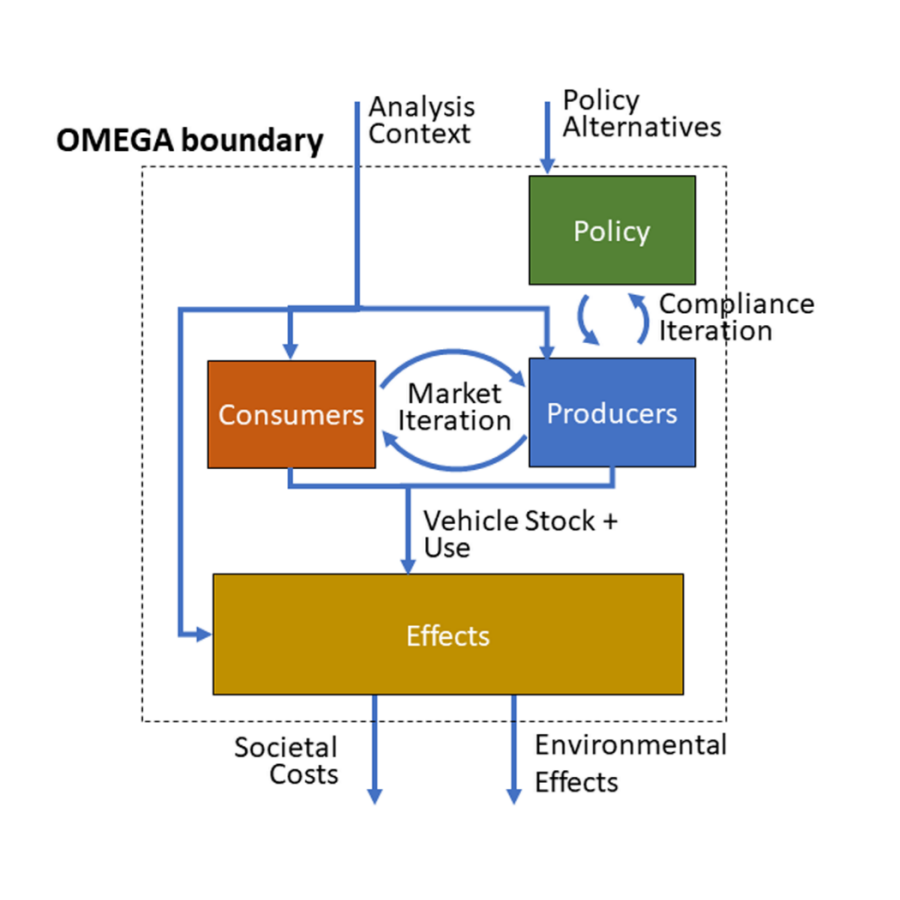 Analysis
Context
Policy
Alternatives
OMEGA boundary
Policy
Compliance
Iteration
Consumers
Market
Iteration
Producers
Vehicle Stock +
Use
Effects
Societal
Costs
Environmental
Effects